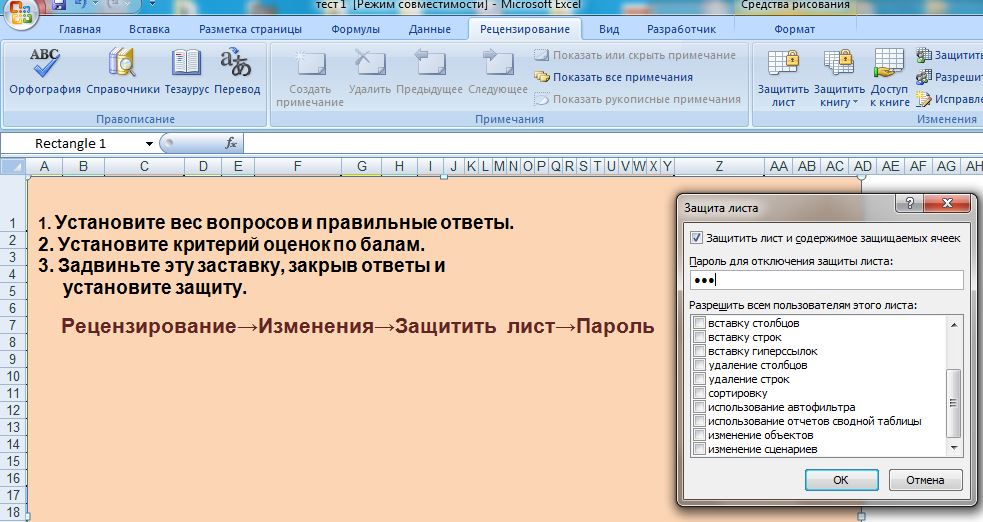 тест 1 [Режим совместимости] - Microsoft Excel
Средства рисования
Главная Вставка Разметка страницы Формулы Данные Рецензирование Вид Разработчик Формат
ABC
Орфография Справочники Тезаурус Перевод
Правописание
Создать примечание Удалить Предыдущее Следующее
Показать или скрыть примечание
Показать все примечания
Показать рукописные примечания
Примечания
Защитить лист Защитить книгу Доступ к книге
Защитить
Разреши
Исправле
Изменения
Rectangle 1 fx
A B C D E F G H I J K L M N O P Q R S T U V W X Y Z AA AB AC AD AE AF AG AH
1
2
3
4
5
6
7
8
9
10
11
12
13
14
15
16
17
18
1. Установите вес вопросов и правильные ответы.
2. Установите критерий оценок по балам.
3. Задвиньте эту заставку, закрыв ответы и
установите защиту.
Рецензирование→Изменения→Защитить лист→Пароль
Защита листа
Защитить лист и содержимое защищаемых ячеек
Пароль для отключения защиты листа:
●●●
Разрешить всем пользователям этого листа:
вставку столбцов
вставку строк
вставку гиперссылок
удаление столбцов
удаление строк
сортировку
использование автофильтра
использование отчетов сводной таблицы
изменение объектов
изменение сценариев
ОК Отмена